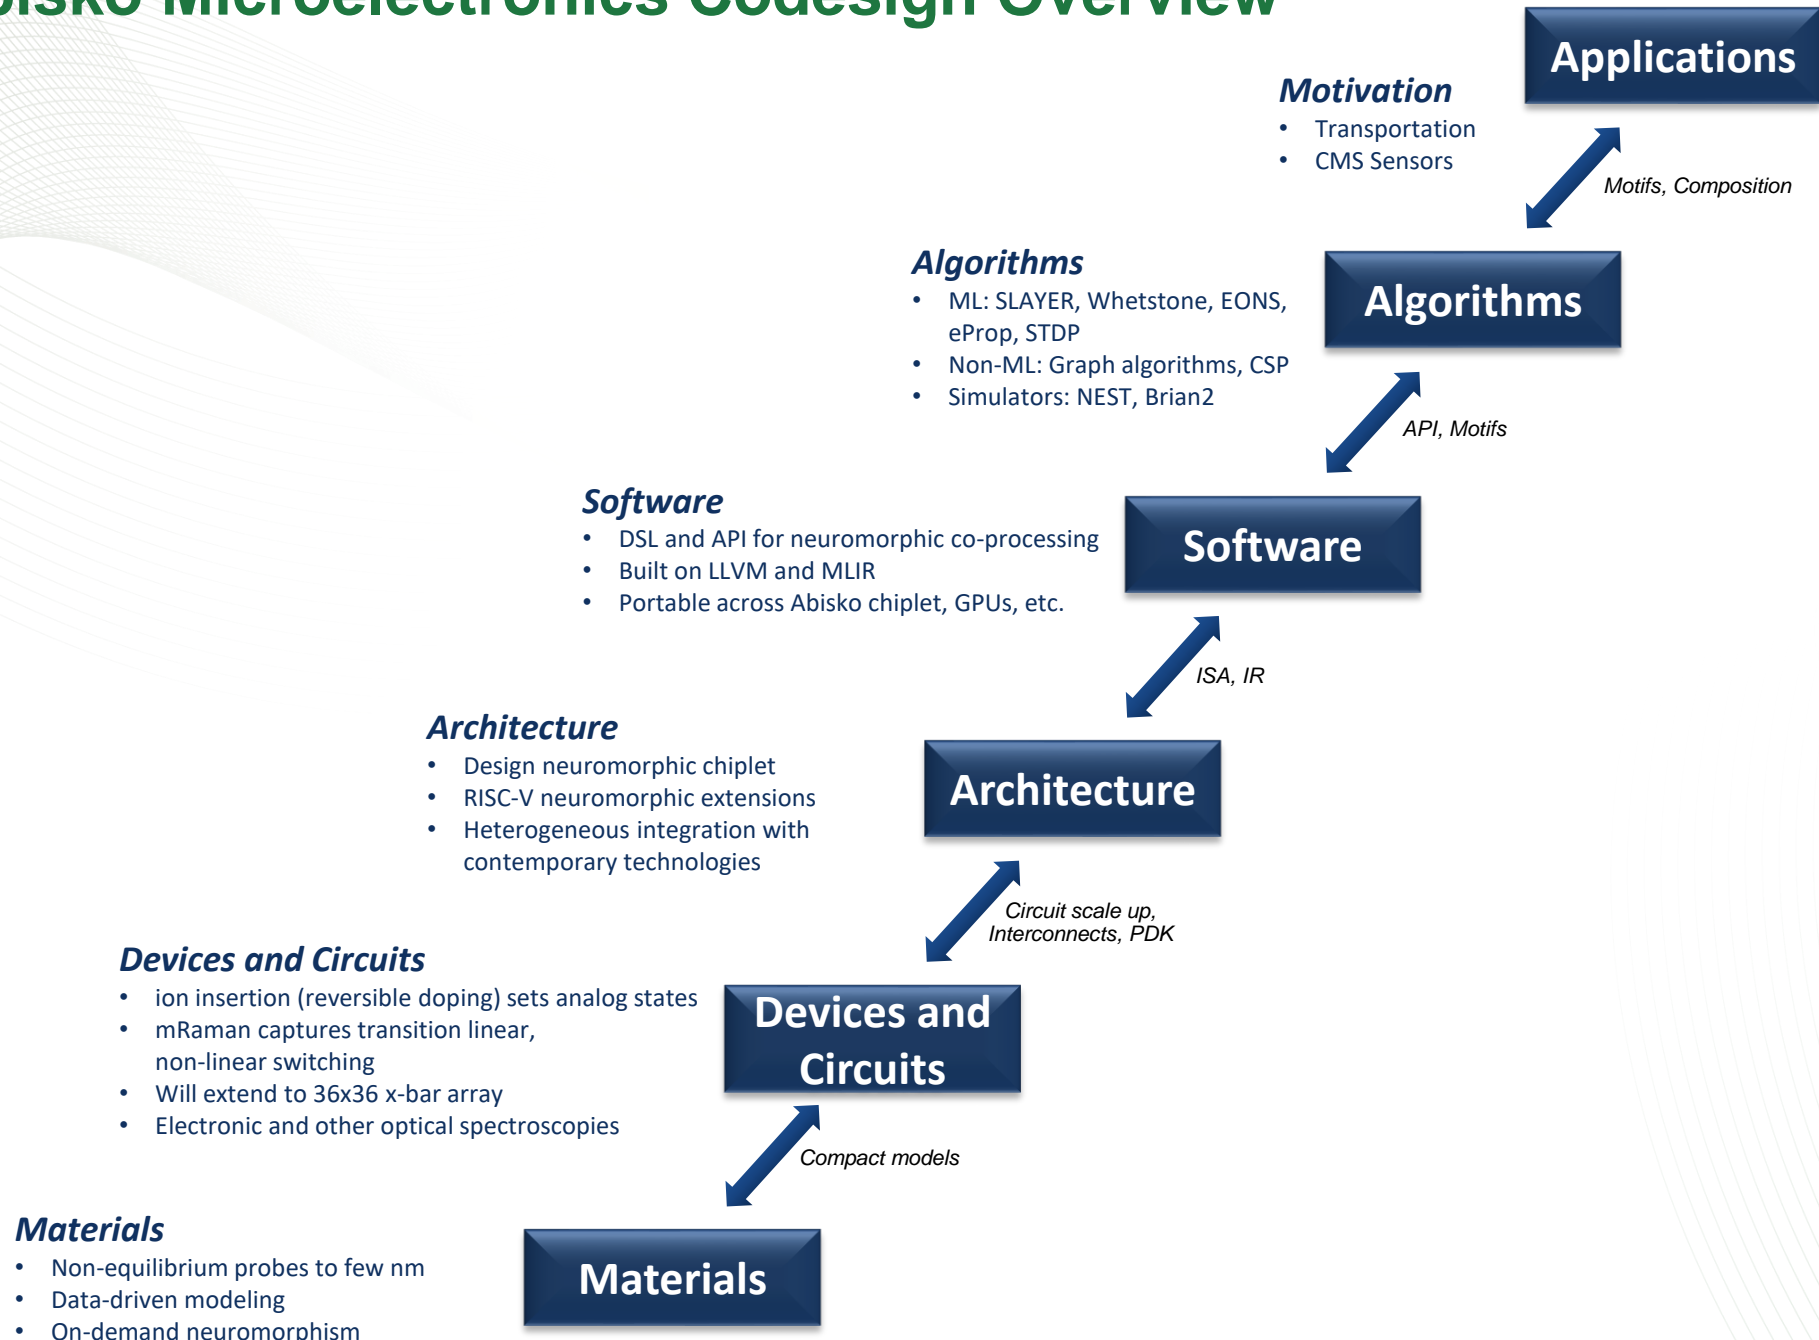 bisko Microelectronics Codesign Overview
Applications
Motivation
• Transportation
• CMS Sensors
Motifs, Composition
Algorithms
• ML: SLAYER, Whetstone, EONS,
eProp, STDP
• Non-ML: Graph algorithms, CSP
• Simulators: NEST, Brian2
Algorithms
API, Motifs
Software
• DSL and API for neuromorphic co-processing
• Built on LLVM and MLIR
• Portable across Abisko chiplet, GPUs, etc.
Software
ISA, IR
Architecture
• Design neuromorphic chiplet
• RISC-V neuromorphic extensions
• Heterogeneous integration with
contemporary technologies
Architecture
Circuit scale up,
Interconnects, PDK
Devices and Circuits
• ion insertion (reversible doping) sets analog states
• mRaman captures transition linear,
non-linear switching
• Will extend to 36x36 x-bar array
• Electronic and other optical spectroscopies
Devices and
Circuits
Compact models
Materials
• Non-equilibrium probes to few nm
• Data-driven modeling
• On-demand neuromorphism
Materials